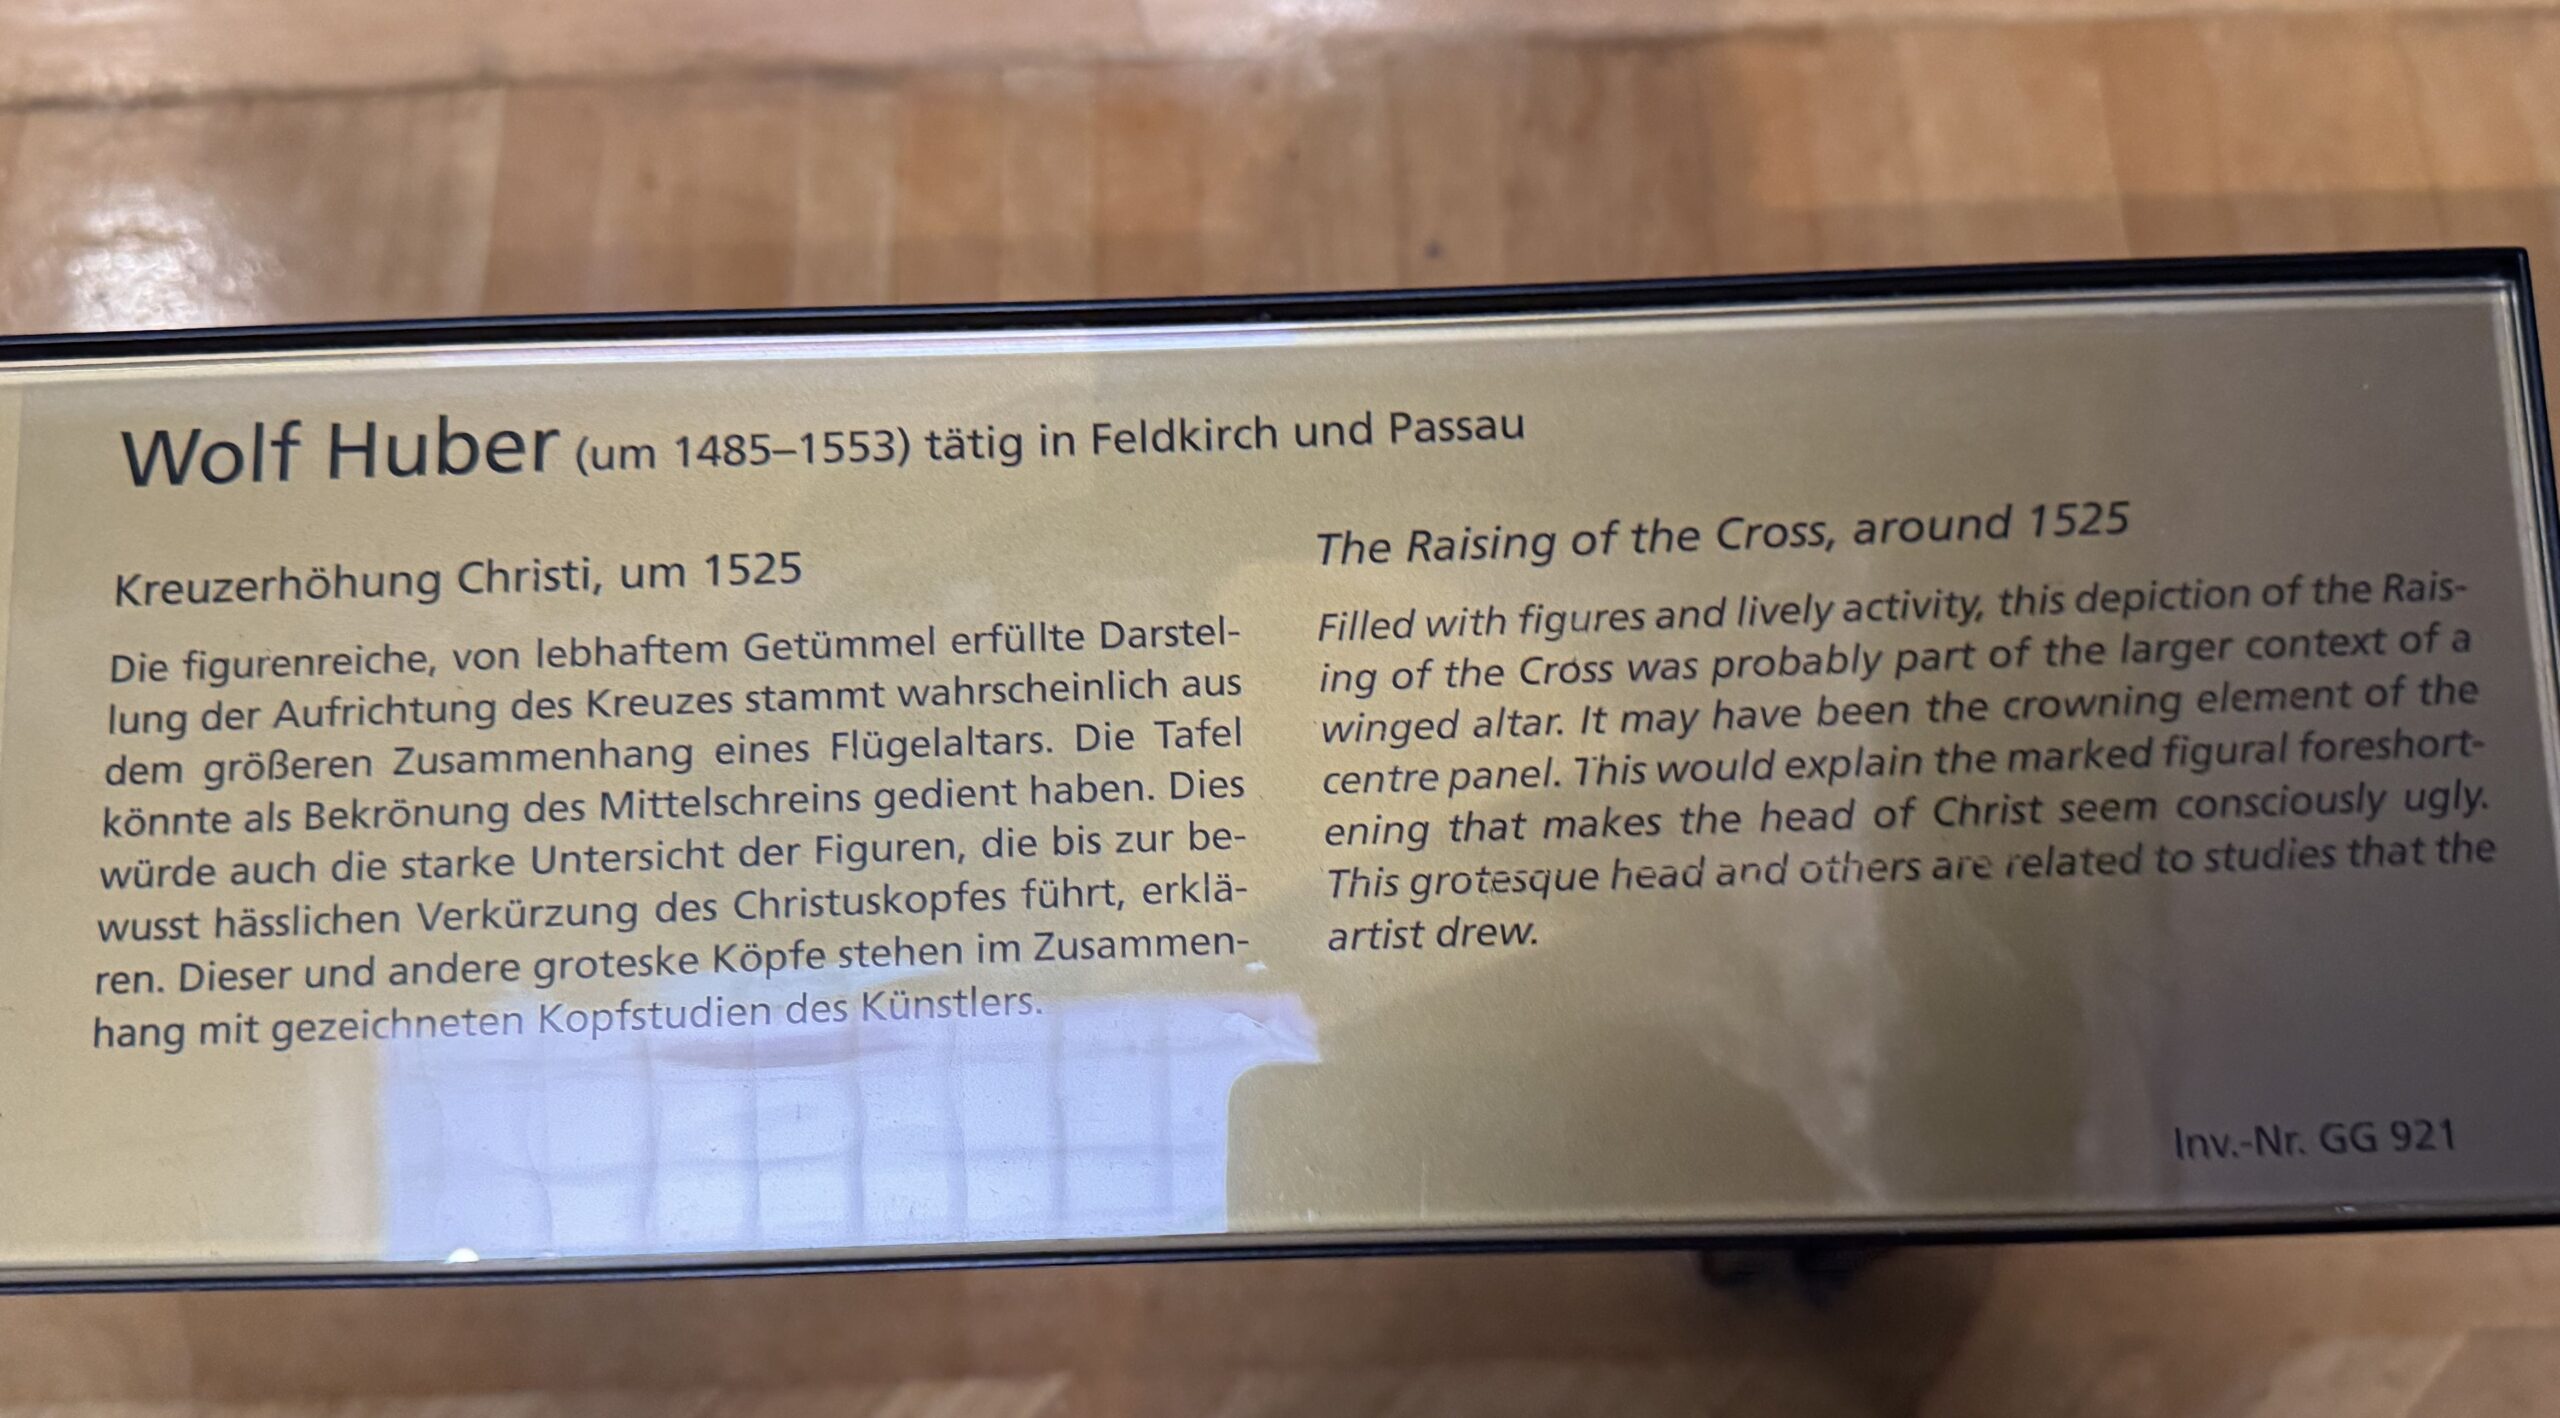 Wolf Huber (um 1485–1553) tätig in Feldkirch und Passau
Kreuzerhöhung Christi, um 1525
Die figurenreiche, von lebhaftem Getümmel erfüllte Darstel-
lung der Aufrichtung des Kreuzes stammt wahrscheinlich aus
dem größeren Zusammenhang eines Flügelaltars. Die Tafel
könnte als Bekrönung des Mittelschreins gedient haben. Dies
würde auch die starke Untersicht der Figuren, die bis zur be-
wusst hässlichen Verkürzung des Christuskopfes führt, erklä-
ren. Dieser und andere groteske Köpfe stehen im Zusammen-
hang mit gezeichneten Kopfstudien des Künstlers.
The Raising of the Cross, around 1525
Filled with figures and lively activity, this depiction of the Rais-
ing of the Cross was probably part of the larger context of a
winged altar. It may have been the crowning element of the
centre panel. This would explain the marked figural foreshort-
ening that makes the head of Christ seem consciously ugly.
This grotesque head and others are related to studies that the
artist drew.
Inv.-Nr. GG 921